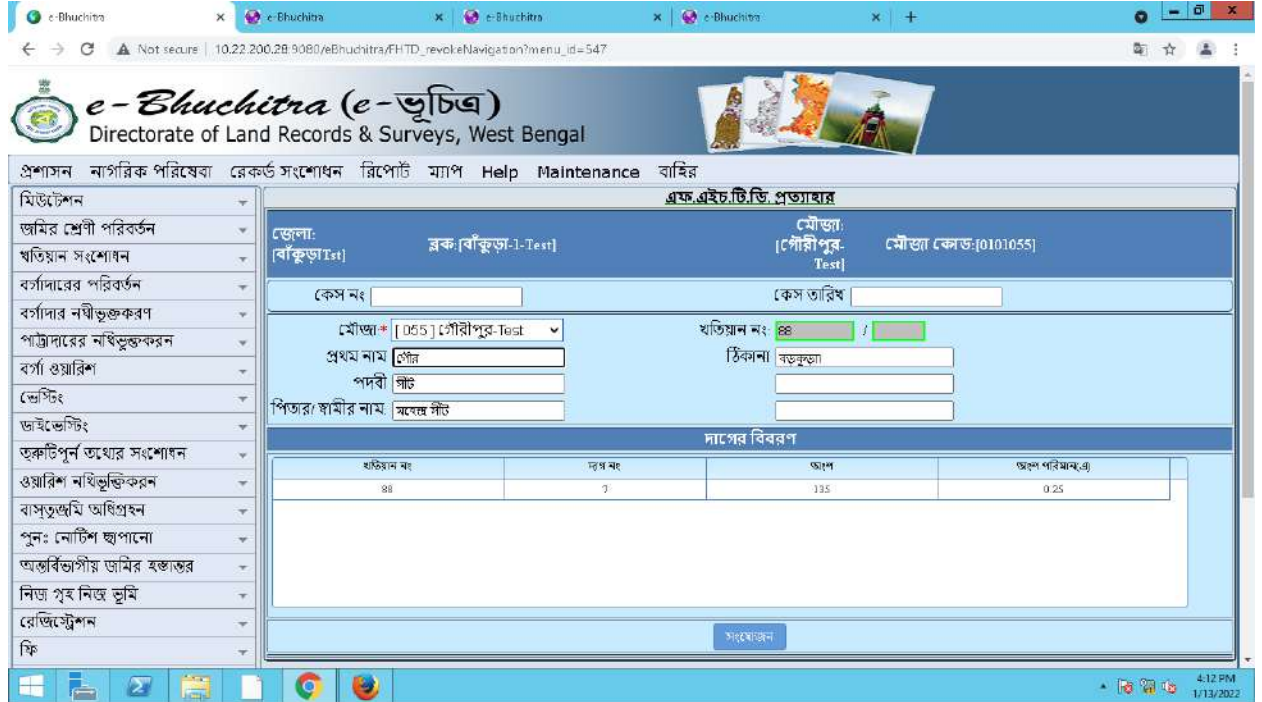 e-Bhuchitra e-Bhuchitra e-Bhuchitra e-Bhuchitra
Not secure 10.22.200.28:9080/eBhuchitra/FHTD_revokeNavigation?menu_id=547
e-Bhuchitra (e-ভূচিত্র)
Directorate of Land Records & Surveys, West Bengal
প্রশাসন নাগরিক পরিষেবা রেকর্ড সংশোধন রিপোর্ট ম্যাপ Help Maintenance বাহির
মিউটেশন
জমির শ্রেণী পরিবর্তন
খতিয়ান সংশোধন
বর্গাদারের পরিবর্তন
বর্গাদার নথীভূক্তকরণ
পাট্টাদারের নথিভুক্তকরন
বর্গা ওয়ারিশ
ভেস্টিং
ডাইভেস্টিং
ত্রুটিপূর্ন তথ্যের সংশোধন
ওয়ারিশ নথিভূক্তিকরন
বাস্তুজমি অধিগ্রহন
পুনঃ নোটিশ ছাপানো
অন্তর্বিভাগীয় জমির হস্তান্তর
নিজ গৃহ নিজ ভূমি
রেজিস্ট্রেশন
ফি
এফ.এইচ.টি.ডি. প্রত্যাহার
জেলা: [বাঁকুড়াTst] ব্লক:[বাঁকুড়া-1-Test] মৌজা: [গৌরীপুর-Test] মৌজা কোড:[0101055]
কেস নং কেস তারিখ
মৌজা:* [ 055 ] গৌরীপুর-Test খতিয়ান নং: 88 /
প্রথম নাম গৌর ঠিকানা বড়কুড়া
পদবী সীট
পিতার/স্বামীর নাম: মহেন্দ্র সীট
দাগের বিবরণ
খতিয়ান নং দাগ নং অংশ অংশ পরিমান(এ)
88 7 135 0.25
সংযোজন
4:12 PM
1/13/2022